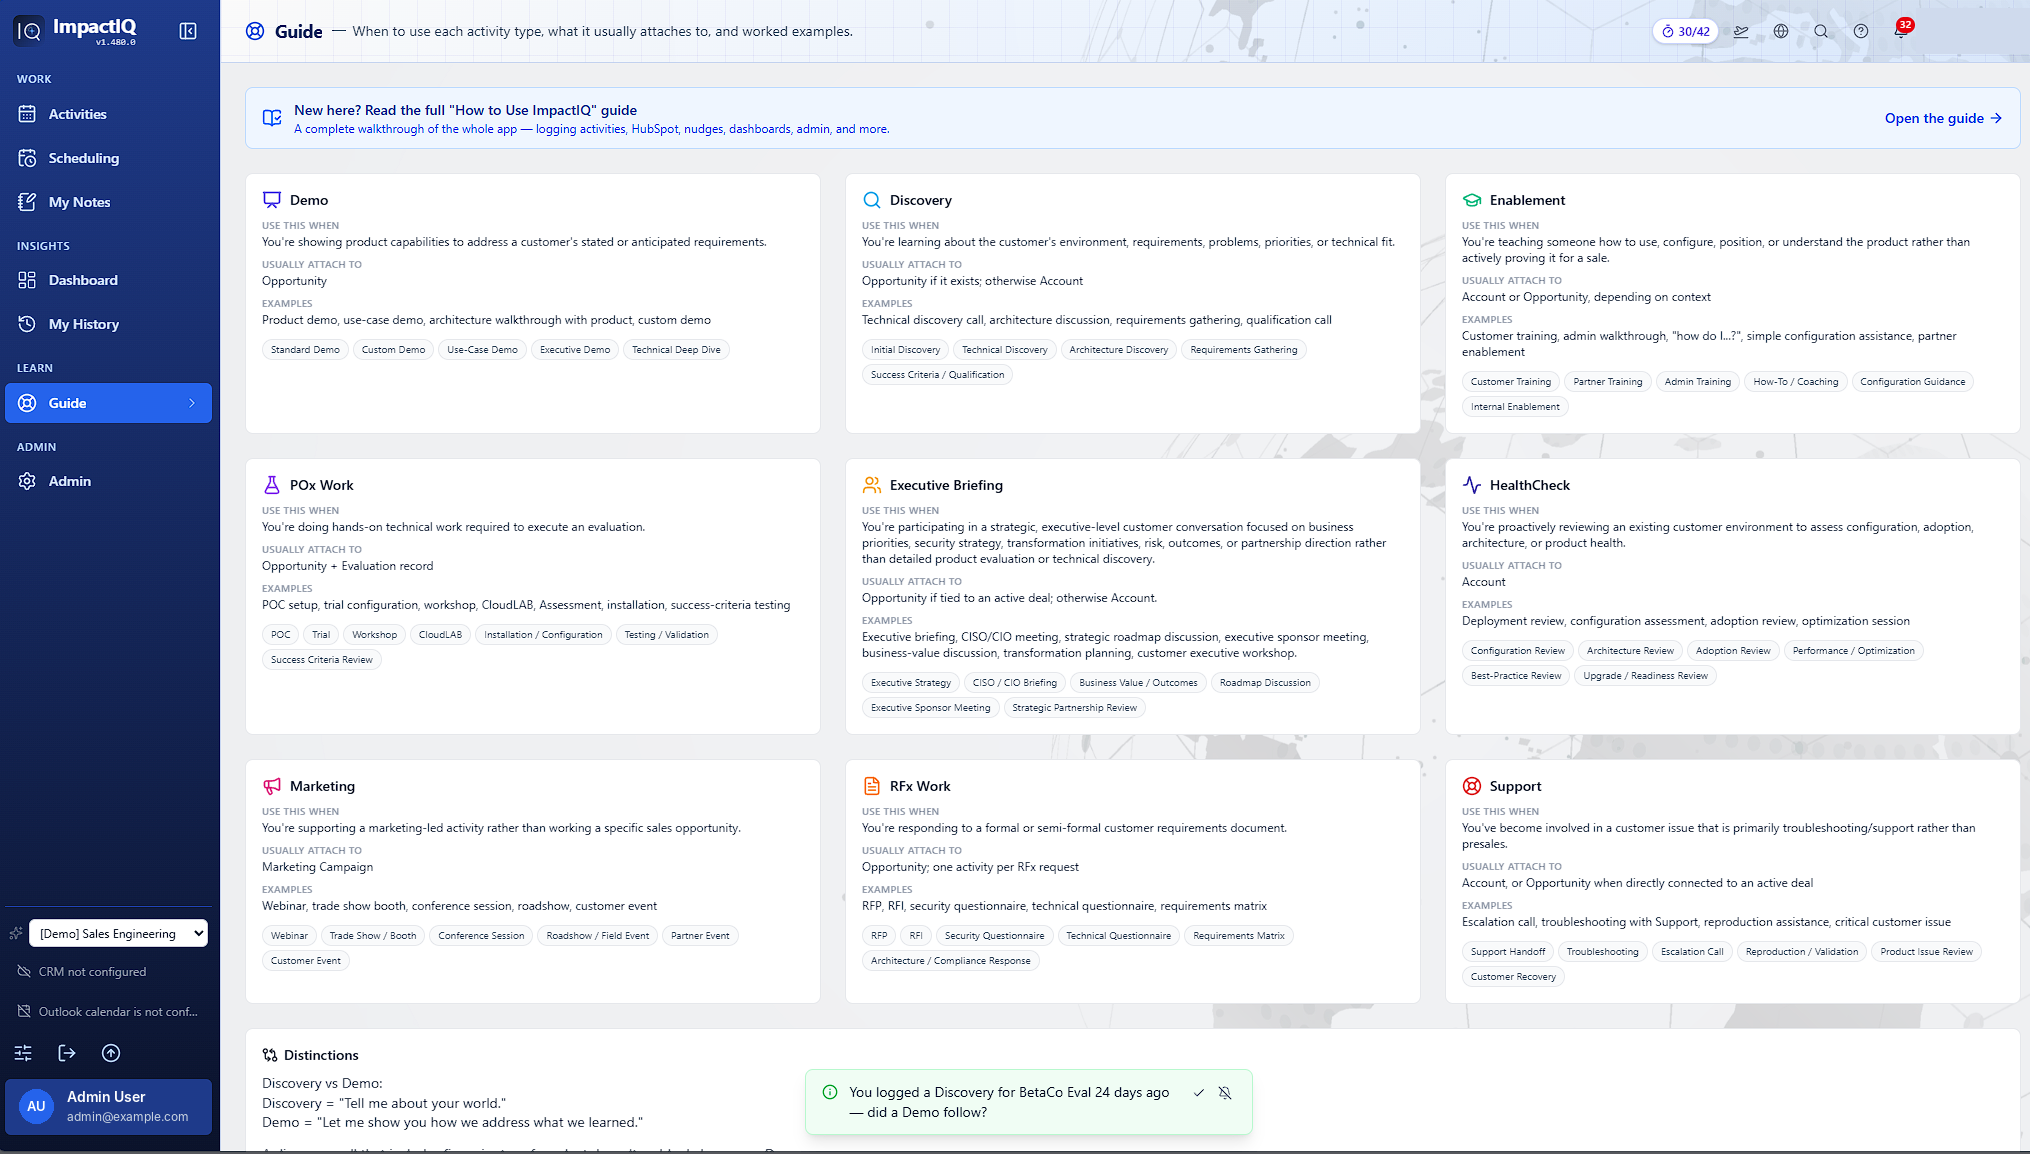 ImpactIQ
v1.480.0
WORK
Activities
Scheduling
My Notes
INSIGHTS
Dashboard
My History
LEARN
Guide
ADMIN
Admin
[Demo] Sales Engineering
CRM not configured
Outlook calendar is not conf...
AU
Admin User
admin@example.com
Guide — When to use each activity type, what it usually attaches to, and worked examples.
30/42
32
New here? Read the full "How to Use ImpactIQ" guide
A complete walkthrough of the whole app — logging activities, HubSpot, nudges, dashboards, admin, and more.
Open the guide →
Demo
USE THIS WHEN
You're showing product capabilities to address a customer's stated or anticipated requirements.
USUALLY ATTACH TO
Opportunity
EXAMPLES
Product demo, use-case demo, architecture walkthrough with product, custom demo
Standard Demo Custom Demo Use-Case Demo Executive Demo Technical Deep Dive
Discovery
USE THIS WHEN
You're learning about the customer's environment, requirements, problems, priorities, or technical fit.
USUALLY ATTACH TO
Opportunity if it exists; otherwise Account
EXAMPLES
Technical discovery call, architecture discussion, requirements gathering, qualification call
Initial Discovery Technical Discovery Architecture Discovery Requirements Gathering
Success Criteria / Qualification
Enablement
USE THIS WHEN
You're teaching someone how to use, configure, position, or understand the product rather than
actively proving it for a sale.
USUALLY ATTACH TO
Account or Opportunity, depending on context
EXAMPLES
Customer training, admin walkthrough, "how do I...?", simple configuration assistance, partner
enablement
Customer Training Partner Training Admin Training How-To / Coaching Configuration Guidance
Internal Enablement
POx Work
USE THIS WHEN
You're doing hands-on technical work required to execute an evaluation.
USUALLY ATTACH TO
Opportunity + Evaluation record
EXAMPLES
POC setup, trial configuration, workshop, CloudLAB, Assessment, installation, success-criteria testing
POC Trial Workshop CloudLAB Installation / Configuration Testing / Validation
Success Criteria Review
Executive Briefing
USE THIS WHEN
You're participating in a strategic, executive-level customer conversation focused on business
priorities, security strategy, transformation initiatives, risk, outcomes, or partnership direction rather
than detailed product evaluation or technical discovery.
USUALLY ATTACH TO
Opportunity if tied to an active deal; otherwise Account.
EXAMPLES
Executive briefing, CISO/CIO meeting, strategic roadmap discussion, executive sponsor meeting,
business-value discussion, transformation planning, customer executive workshop.
Executive Strategy CISO / CIO Briefing Business Value / Outcomes Roadmap Discussion
Executive Sponsor Meeting Strategic Partnership Review
HealthCheck
USE THIS WHEN
You're proactively reviewing an existing customer environment to assess configuration, adoption,
architecture, or product health.
USUALLY ATTACH TO
Account
EXAMPLES
Deployment review, configuration assessment, adoption review, optimization session
Configuration Review Architecture Review Adoption Review Performance / Optimization
Best-Practice Review Upgrade / Readiness Review
Marketing
USE THIS WHEN
You're supporting a marketing-led activity rather than working a specific sales opportunity.
USUALLY ATTACH TO
Marketing Campaign
EXAMPLES
Webinar, trade show booth, conference session, roadshow, customer event
Webinar Trade Show / Booth Conference Session Roadshow / Field Event Partner Event
Customer Event
RFx Work
USE THIS WHEN
You're responding to a formal or semi-formal customer requirements document.
USUALLY ATTACH TO
Opportunity; one activity per RFx request
EXAMPLES
RFP, RFI, security questionnaire, technical questionnaire, requirements matrix
RFP RFI Security Questionnaire Technical Questionnaire Requirements Matrix
Architecture / Compliance Response
Support
USE THIS WHEN
You've become involved in a customer issue that is primarily troubleshooting/support rather than
presales.
USUALLY ATTACH TO
Account, or Opportunity when directly connected to an active deal
EXAMPLES
Escalation call, troubleshooting with Support, reproduction assistance, critical customer issue
Support Handoff Troubleshooting Escalation Call Reproduction / Validation Product Issue Review
Customer Recovery
Distinctions
Discovery vs Demo:
Discovery = "Tell me about your world."
Demo = "Let me show you how we address what we learned."
You logged a Discovery for BetaCo Eval 24 days ago
— did a Demo follow?